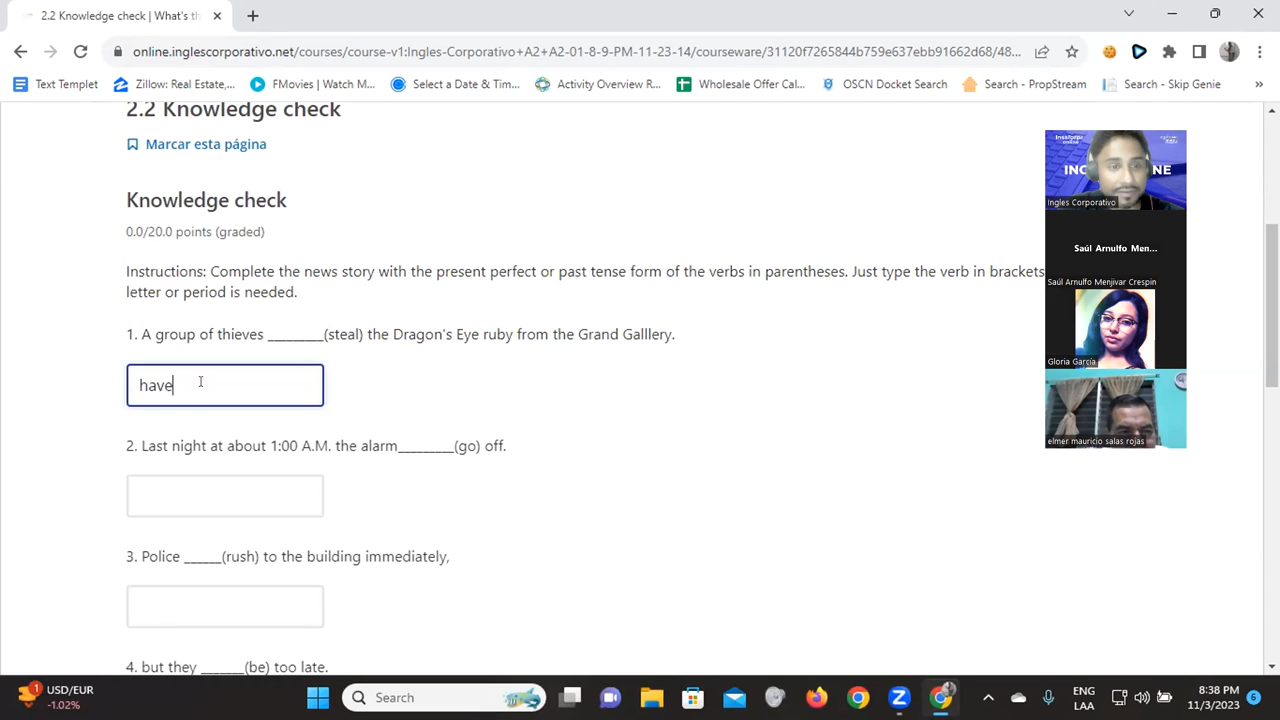 2.2 Knowledge check | What's th
online.inglescorporativo.net/courses/course-v1:Ingles-Corporativo+A2+A2-01-8-9-PM-11-23-14/courseware/31120f7265844b759e637ebb91662d68/48...
Text Templet
Zillow: Real Estate,...
FMovies | Watch M...
Select a Date & Tim...
Activity Overview R...
Wholesale Offer Cal...
OSCN Docket Search
Search - PropStream
Search - Skip Genie
»
2.2 Knowledge check
Marcar esta página
Knowledge check
0.0/20.0 points (graded)
Instructions: Complete the news story with the present perfect or past tense form of the verbs in parentheses. Just type the verb in brackets
letter or period is needed.
1. A group of thieves _________(steal) the Dragon's Eye ruby from the Grand Galllery.
have
2. Last night at about 1:00 A.M. the alarm_________(go) off.
3. Police ______(rush) to the building immediately,
4. but they _______(be) too late.
Ingles Corporativo
Saúl Arnulfo Men...
Saúl Arnulfo Menjivar Crespin
Gloria García
elmer mauricio salas rojas
1
USD/EUR
-1.02%
Search
ENG
LAA
8:38 PM
11/3/2023
6